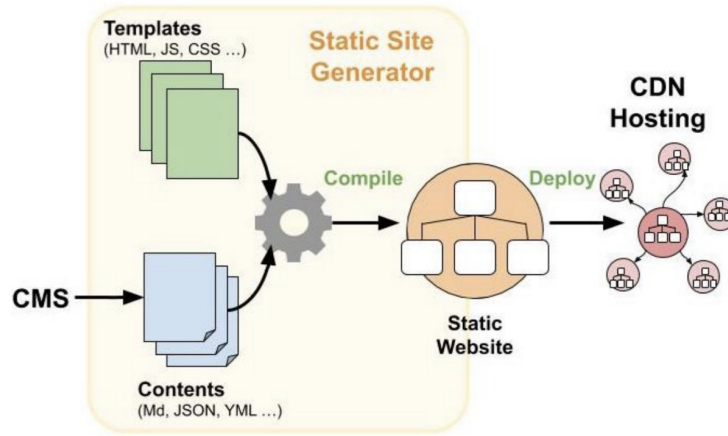 Templates
(HTML, JS, CSS ...)
Static Site
Generator
CDN
Hosting
Compile
Deploy
CMS
Static
Website
Contents
(Md, JSON, YML ...)